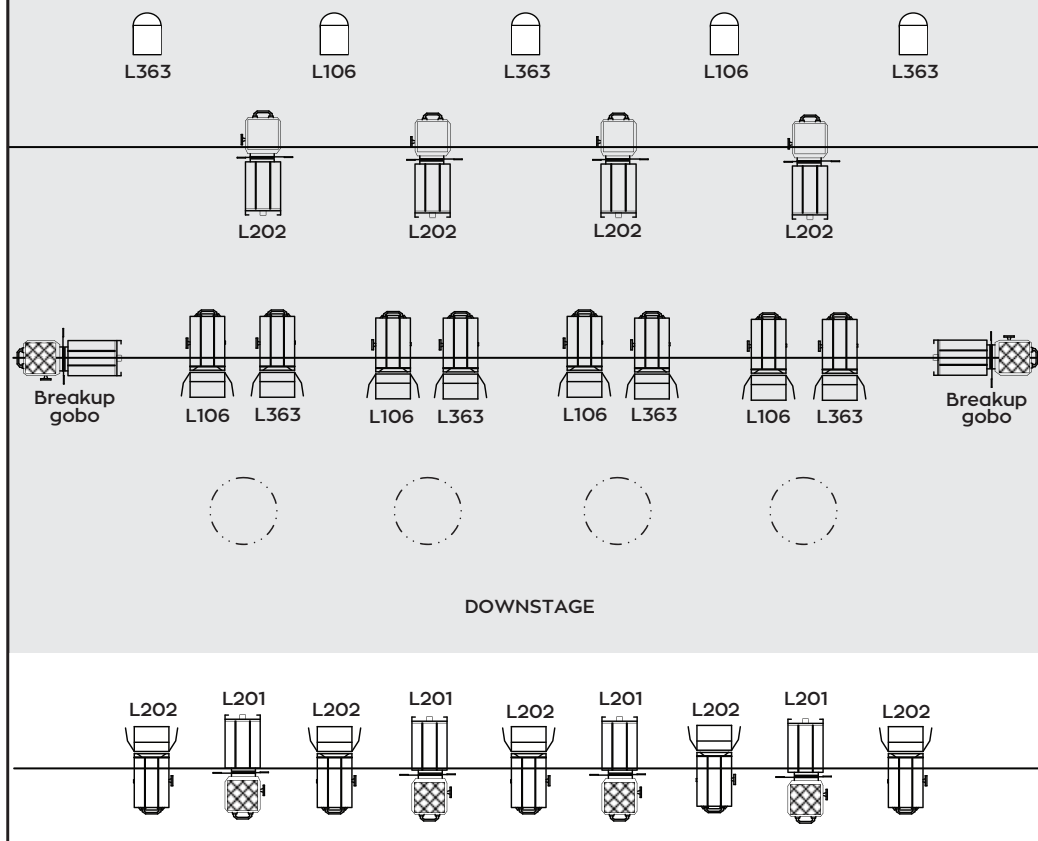 L363 L106 L363 L106 L363
L202 L202 L202 L202
Breakup
gobo
L106 L363 L106 L363 L106 L363 L106 L363
Breakup
gobo
DOWNSTAGE
L202 L201 L202 L201 L202 L201 L202 L201 L202